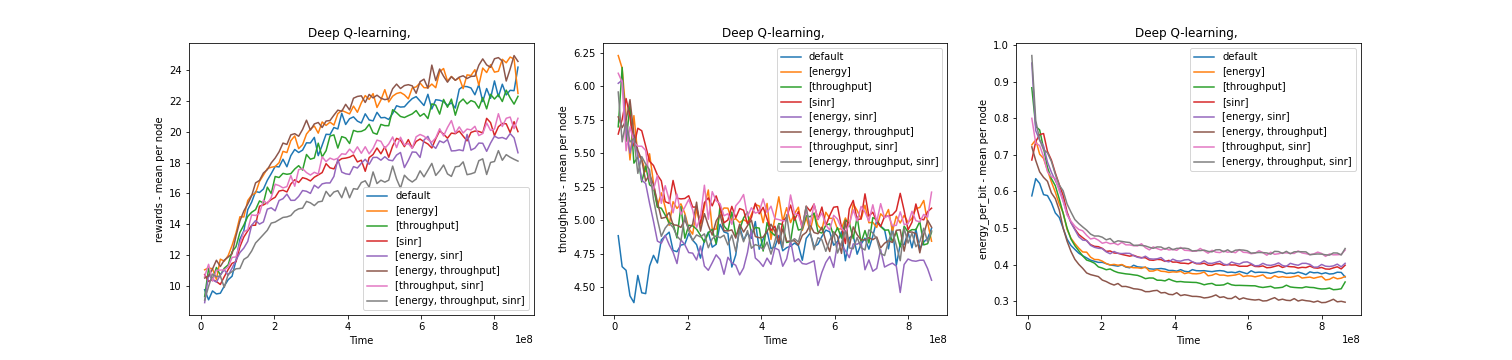 Deep Q-learning,
rewards - mean per node
24
22
20
18
16
14
12
10
default
[energy]
[throughput]
[sinr]
[energy, sinr]
[energy, throughput]
[throughput, sinr]
[energy, throughput, sinr]
0
2
4
6
8
1e8
Time
Deep Q-learning,
throughputs - mean per node
6.25
6.00
5.75
5.50
5.25
5.00
4.75
4.50
default
[energy]
[throughput]
[sinr]
[energy, sinr]
[energy, throughput]
[throughput, sinr]
[energy, throughput, sinr]
0
2
4
6
8
1e8
Time
Deep Q-learning,
energy_per_bit - mean per node
1.0
0.9
0.8
0.7
0.6
0.5
0.4
0.3
default
[energy]
[throughput]
[sinr]
[energy, sinr]
[energy, throughput]
[throughput, sinr]
[energy, throughput, sinr]
0
2
4
6
8
1e8
Time